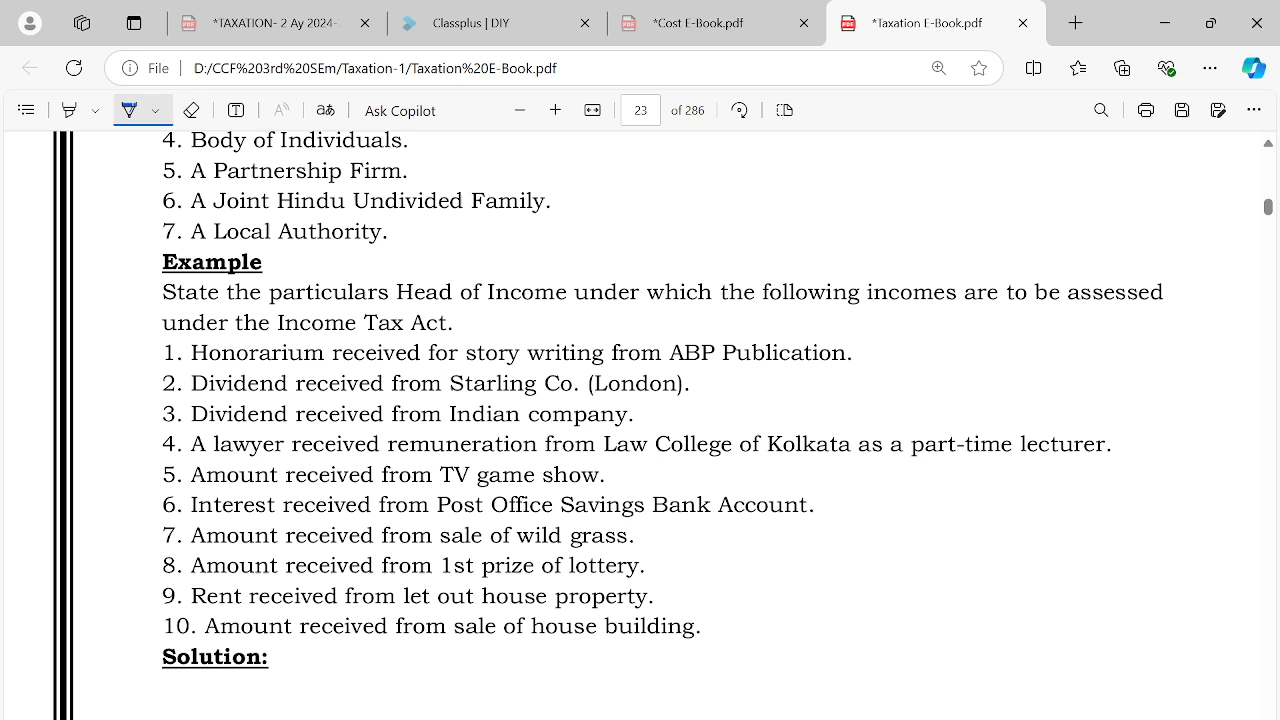 *TAXATION- 2 Ay 2024-
Classplus | DIY
*Cost E-Book.pdf
*Taxation E-Book.pdf
File | D:/CCF%203rd%20SEm/Taxation-1/Taxation%20E-Book.pdf
Ask Copilot
23 of 286
4. Body of Individuals.
5. A Partnership Firm.
6. A Joint Hindu Undivided Family.
7. A Local Authority.
Example
State the particulars Head of Income under which the following incomes are to be assessed
under the Income Tax Act.
1. Honorarium received for story writing from ABP Publication.
2. Dividend received from Starling Co. (London).
3. Dividend received from Indian company.
4. A lawyer received remuneration from Law College of Kolkata as a part-time lecturer.
5. Amount received from TV game show.
6. Interest received from Post Office Savings Bank Account.
7. Amount received from sale of wild grass.
8. Amount received from 1st prize of lottery.
9. Rent received from let out house property.
10. Amount received from sale of house building.
Solution: